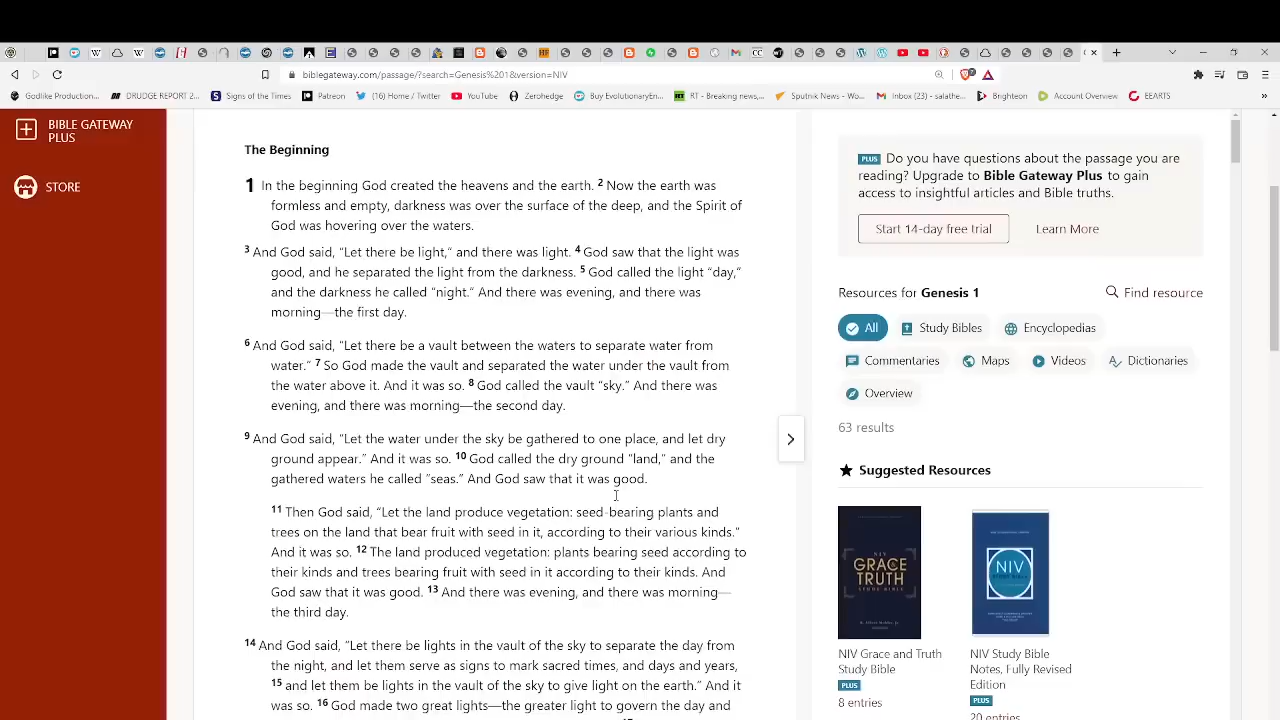 biblegateway.com/passage/?search=Genesis%201&version=NIV
Godlike Production...
DRUDGE REPORT 2...
Signs of the Times
Patreon
(16) Home / Twitter
YouTube
Zerohedge
Buy EvolutionaryEn...
RT - Breaking news,...
Sputnik News - Wo...
Inbox (23) - salathe...
Brighteon
Account Overview
EEARTS
BIBLE GATEWAY
PLUS
STORE
The Beginning
1 In the beginning God created the heavens and the earth. 2 Now the earth was
formless and empty, darkness was over the surface of the deep, and the Spirit of
God was hovering over the waters.
3 And God said, “Let there be light,” and there was light. 4 God saw that the light was
good, and he separated the light from the darkness. 5 God called the light “day,”
and the darkness he called “night.” And there was evening, and there was
morning—the first day.
6 And God said, “Let there be a vault between the waters to separate water from
water.” 7 So God made the vault and separated the water under the vault from
the water above it. And it was so. 8 God called the vault “sky.” And there was
evening, and there was morning—the second day.
9 And God said, “Let the water under the sky be gathered to one place, and let dry
ground appear.” And it was so. 10 God called the dry ground “land,” and the
gathered waters he called “seas.” And God saw that it was good.
11 Then God said, “Let the land produce vegetation: seed-bearing plants and
trees on the land that bear fruit with seed in it, according to their various kinds.”
And it was so. 12 The land produced vegetation: plants bearing seed according to
their kinds and trees bearing fruit with seed in it according to their kinds. And
God saw that it was good. 13 And there was evening, and there was morning—
the third day.
14 And God said, “Let there be lights in the vault of the sky to separate the day from
the night, and let them serve as signs to mark sacred times, and days and years,
15 and let them be lights in the vault of the sky to give light on the earth.” And it
was so. 16 God made two great lights—the greater light to govern the day and
PLUS Do you have questions about the passage you are
reading? Upgrade to Bible Gateway Plus to gain
access to insightful articles and Bible truths.
Start 14-day free trial
Learn More
Resources for Genesis 1
Find resource
All
Study Bibles
Encyclopedias
Commentaries
Maps
Videos
Dictionaries
Overview
63 results
Suggested Resources
NIV
GRACE
TRUTH
STUDY BIBLE
NIV
STUDY BIBLE
NIV Grace and Truth
Study Bible
PLUS
8 entries
NIV Study Bible
Notes, Fully Revised
Edition
PLUS
20 entries